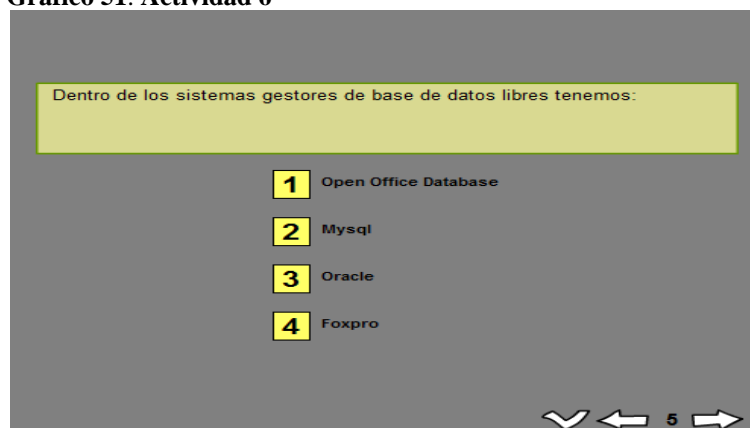 Gráfico 51. Actividad 6
Dentro de los sistemas gestores de base de datos libres tenemos:
1 Open Office Database
2 Mysql
3 Oracle
4 Foxpro
5